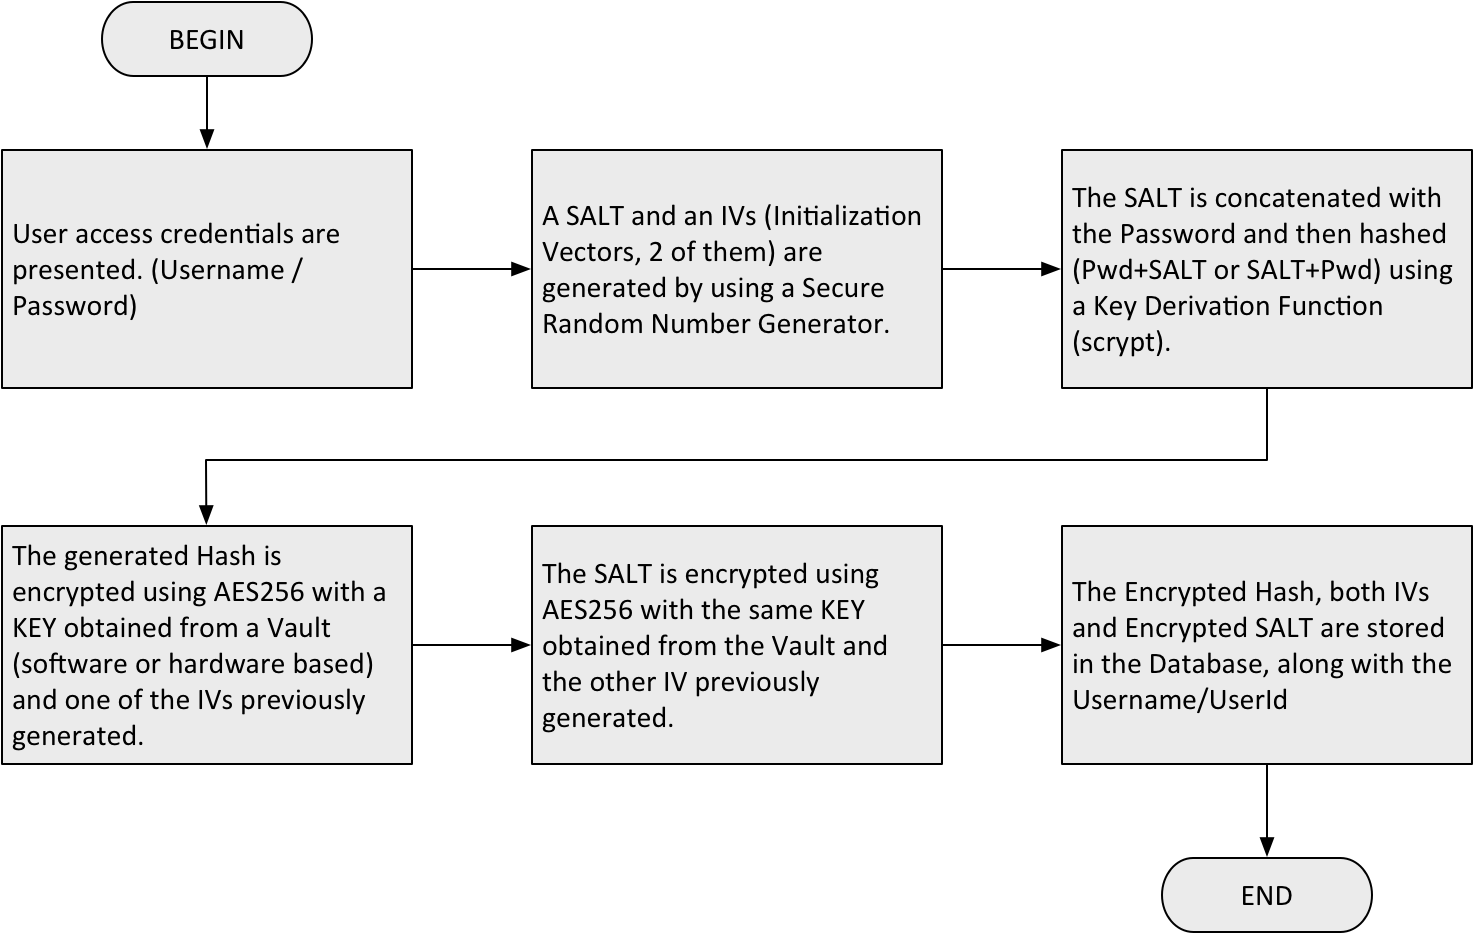 BEGIN
User access credentials are
presented. (Username /
Password)
A SALT and an IVs (Initialization
Vectors, 2 of them) are
generated by using a Secure
Random Number Generator.
The SALT is concatenated with
the Password and then hashed
(Pwd+SALT or SALT+Pwd) using
a Key Derivation Function
(scrypt).
The generated Hash is
encrypted using AES256 with a
KEY obtained from a Vault
(software or hardware based)
and one of the IVs previously
generated.
The SALT is encrypted using
AES256 with the same KEY
obtained from the Vault and
the other IV previously
generated.
The Encrypted Hash, both IVs
and Encrypted SALT are stored
in the Database, along with the
Username/UserId
END